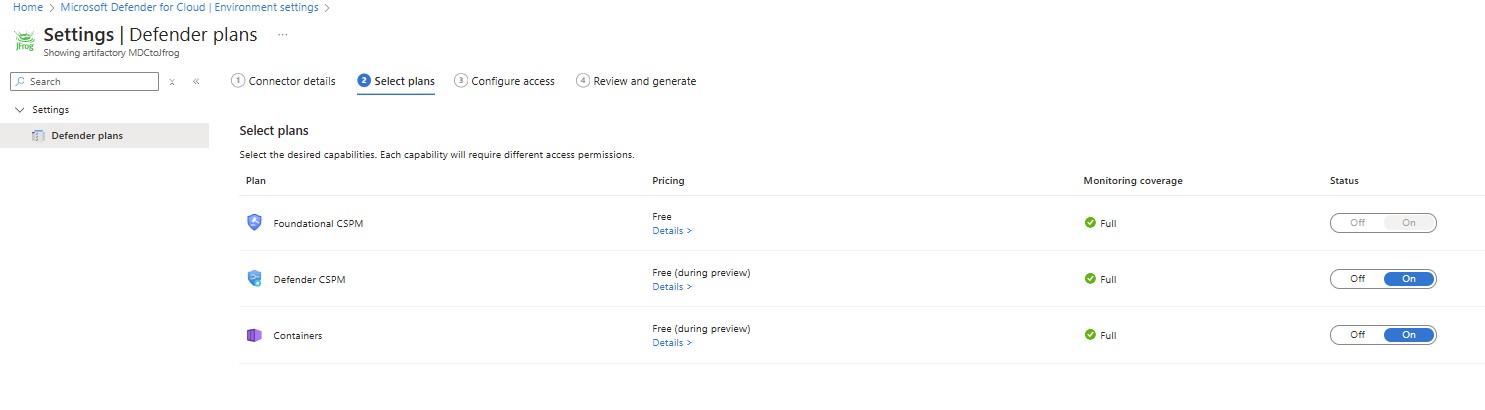 Home > Microsoft Defender for Cloud | Environment settings >
JFrog
Settings | Defender plans ...
Showing artifactory MDCtoJfrog
Search
«
1 Connector details 2 Select plans 3 Configure access 4 Review and generate
Settings
Defender plans
Select plans
Select the desired capabilities. Each capability will require different access permissions.
Plan Pricing Monitoring coverage Status
Foundational CSPM
Free
Details >
Full
Off On
Defender CSPM
Free (during preview)
Details >
Full
Off On
Containers
Free (during preview)
Details >
Full
Off On